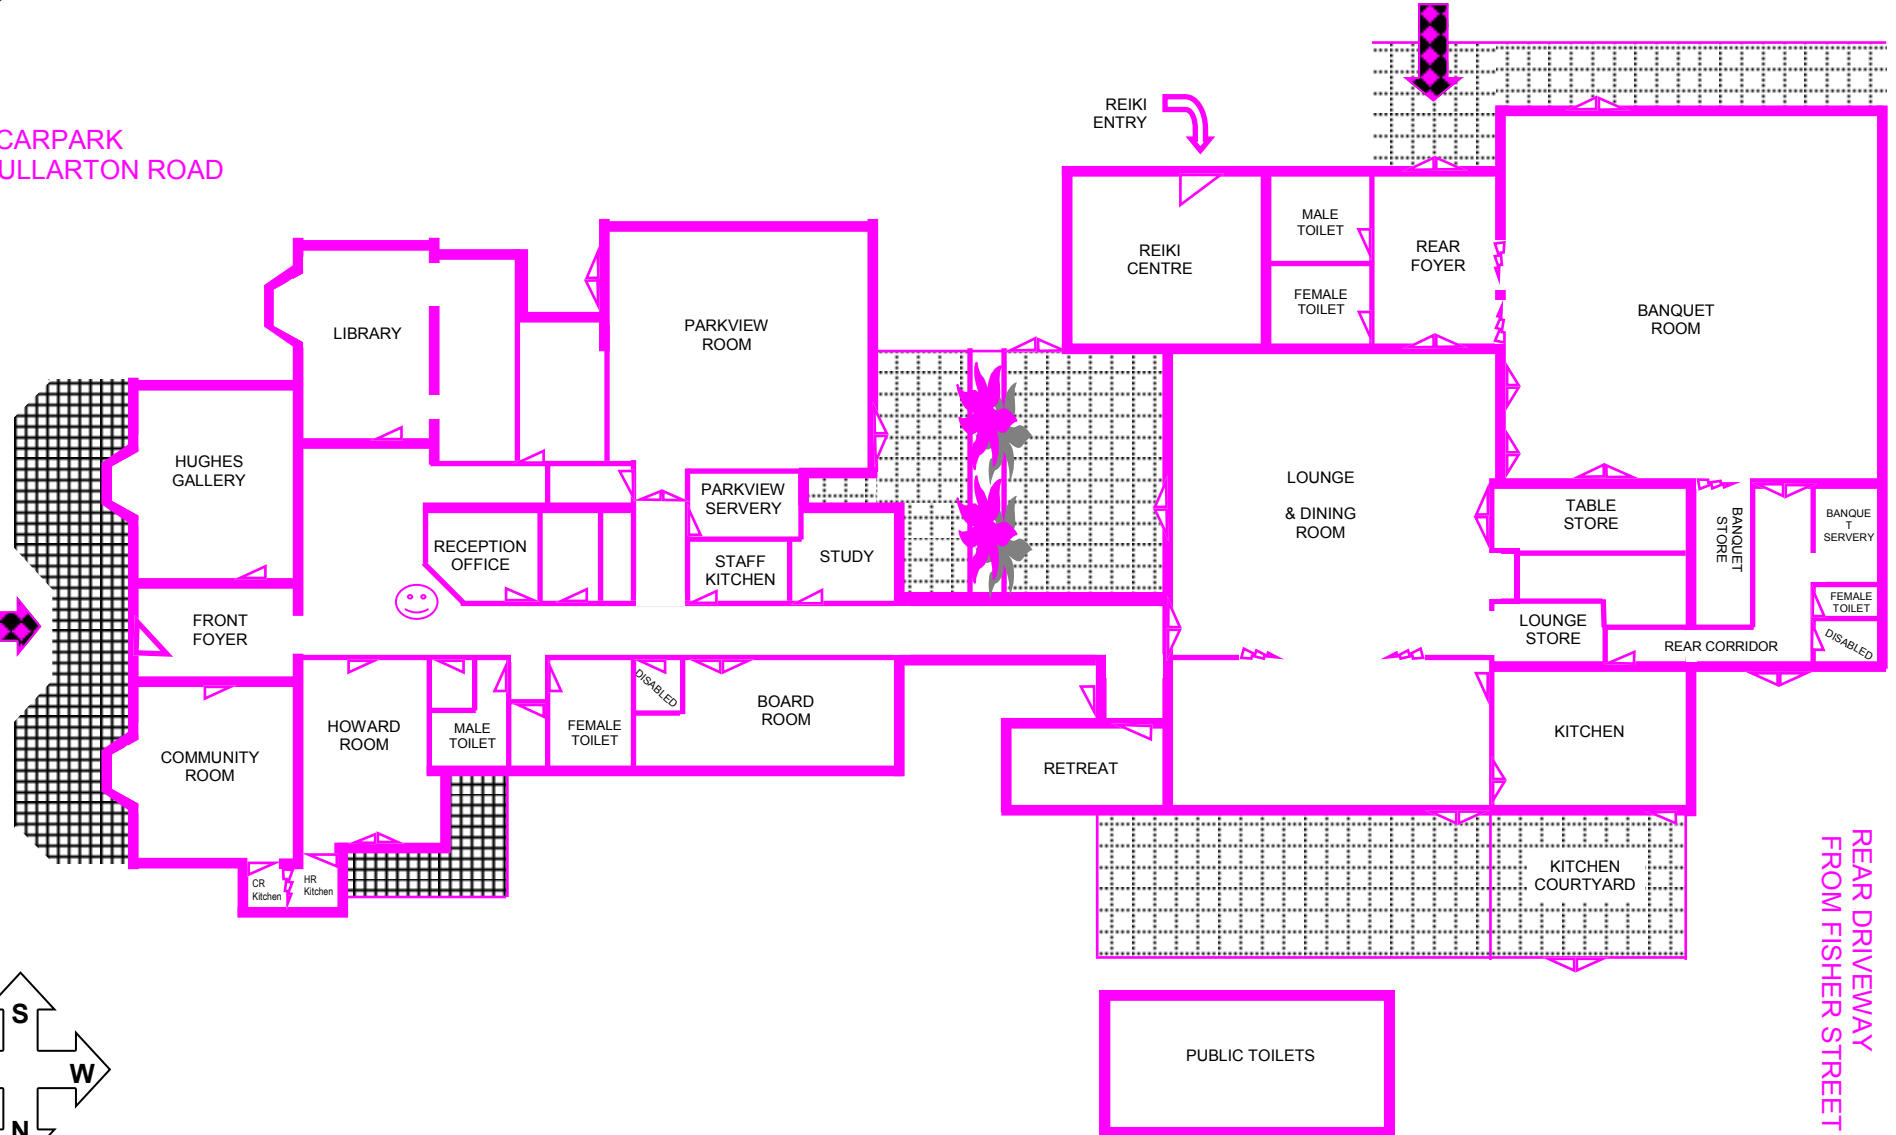 CARPARK
ULLARTON ROAD
REIKI
ENTRY
REIKI
CENTRE
MALE
TOILET
FEMALE
TOILET
REAR
FOYER
BANQUET
ROOM
LIBRARY
PARKVIEW
ROOM
HUGHES
GALLERY
PARKVIEW
SERVERY
RECEPTION
OFFICE
STAFF
KITCHEN
STUDY
LOUNGE
& DINING
ROOM
TABLE
STORE
BANQUET
STORE
BANQUE
T
SERVERY
FEMALE
TOILET
DISABLED
LOUNGE
STORE
REAR CORRIDOR
FRONT
FOYER
COMMUNITY
ROOM
HOWARD
ROOM
MALE
TOILET
FEMALE
TOILET
DISABLED
BOARD
ROOM
RETREAT
KITCHEN
CR
Kitchen
HR
Kitchen
KITCHEN
COURTYARD
REAR DRIVEWAY
FROM FISHER STREET
PUBLIC TOILETS
S
W
N